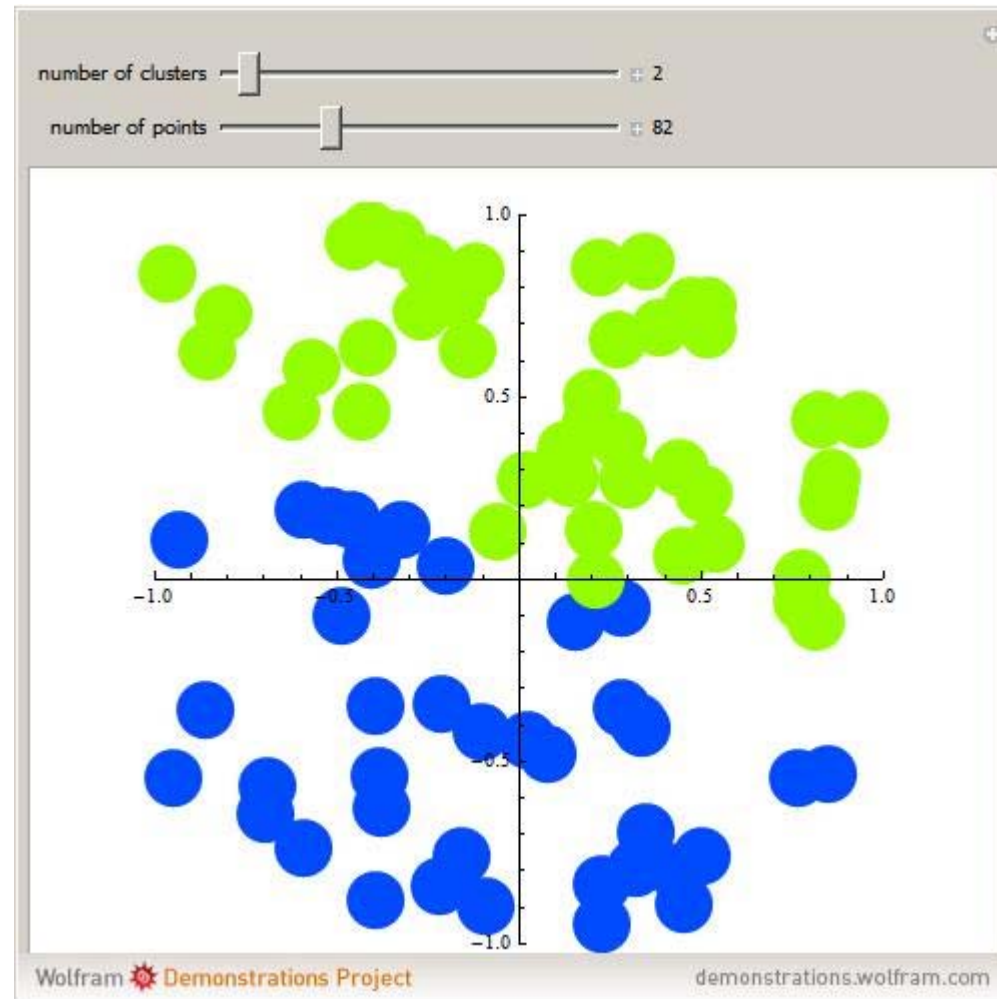 number of clusters 2
number of points 82
1.0
0.5
−1.0 −0.5 0.5 1.0
−0.5
−1.0
Wolfram Demonstrations Project demonstrations.wolfram.com